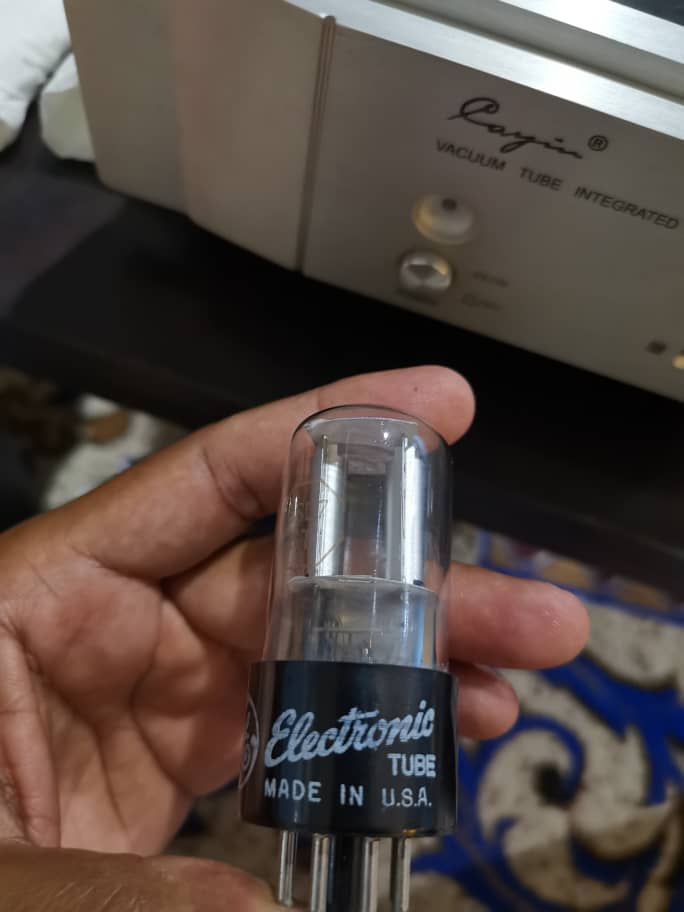 Cayin®
VACUUM TUBE INTEGRATED
Electronic
TUBE
MADE IN U.S.A.